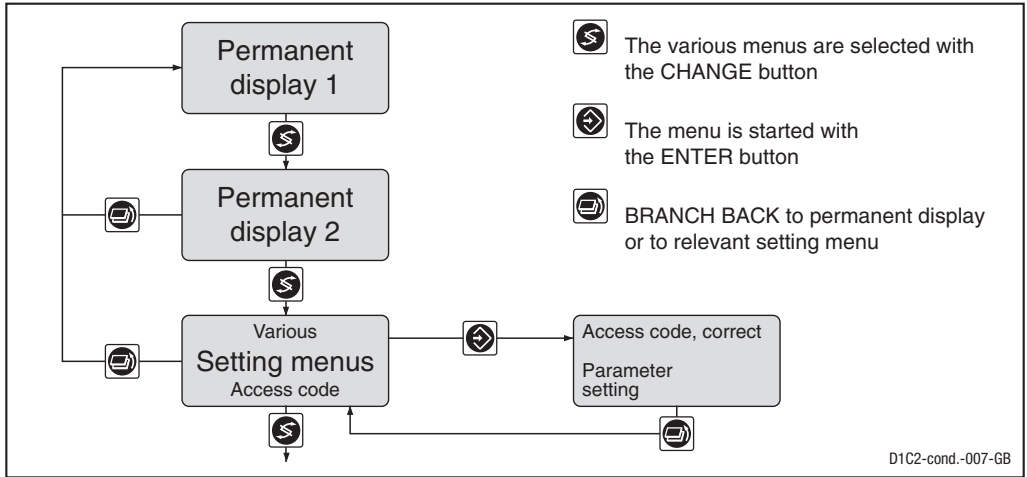 Permanent
display 1
Permanent
display 2
Various
Setting menus
Access code
Access code, correct
Parameter
setting
The various menus are selected with
the CHANGE button
The menu is started with
the ENTER button
BRANCH BACK to permanent display
or to relevant setting menu
D1C2-cond.-007-GB